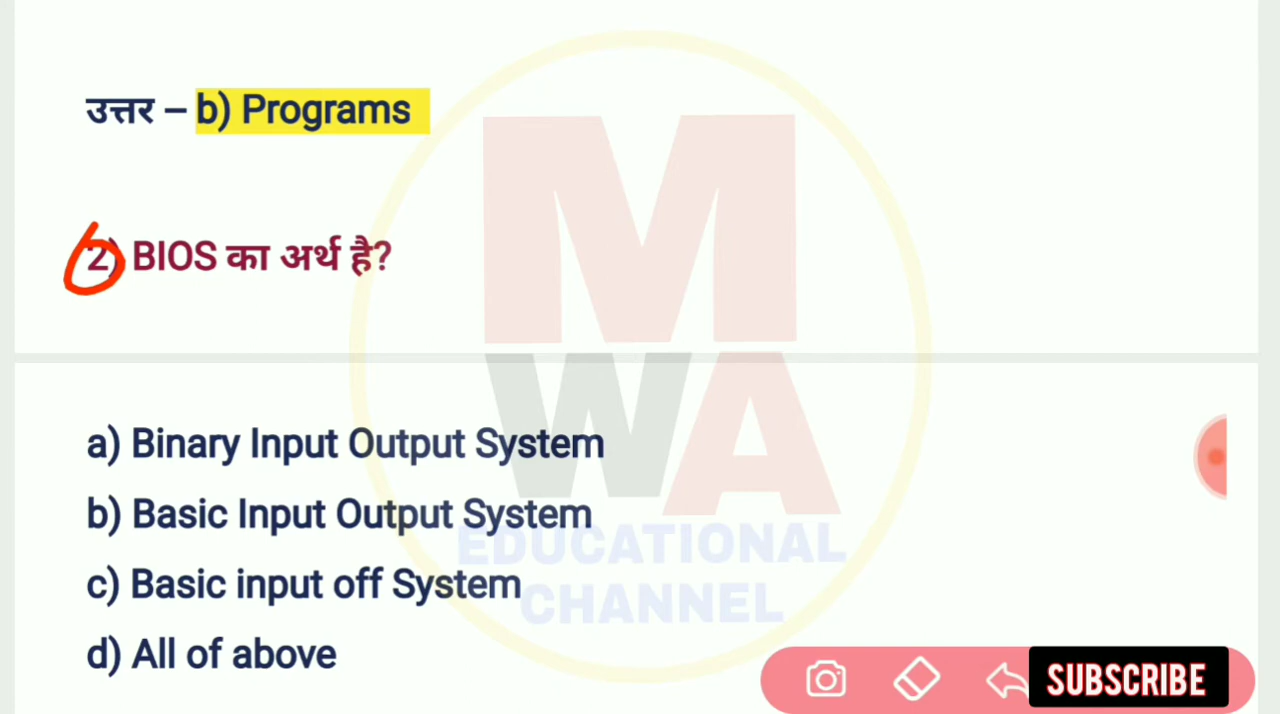 उत्तर – b) Programs
2) BIOS का अर्थ है?
a) Binary Input Output System
b) Basic Input Output System
c) Basic input off System
d) All of above
MWA
EDUCATIONAL
CHANNEL
SUBSCRIBE